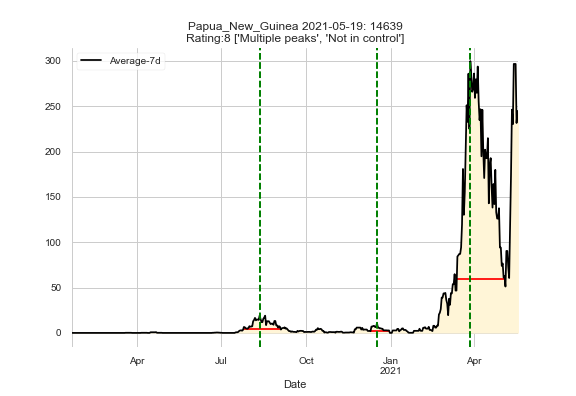 Papua_New_Guinea 2021-05-19: 14639
Rating:8 ['Multiple peaks', 'Not in control']
Average-7d
300
250
200
150
100
50
0
Apr Jul Oct Jan Apr
2021
Date